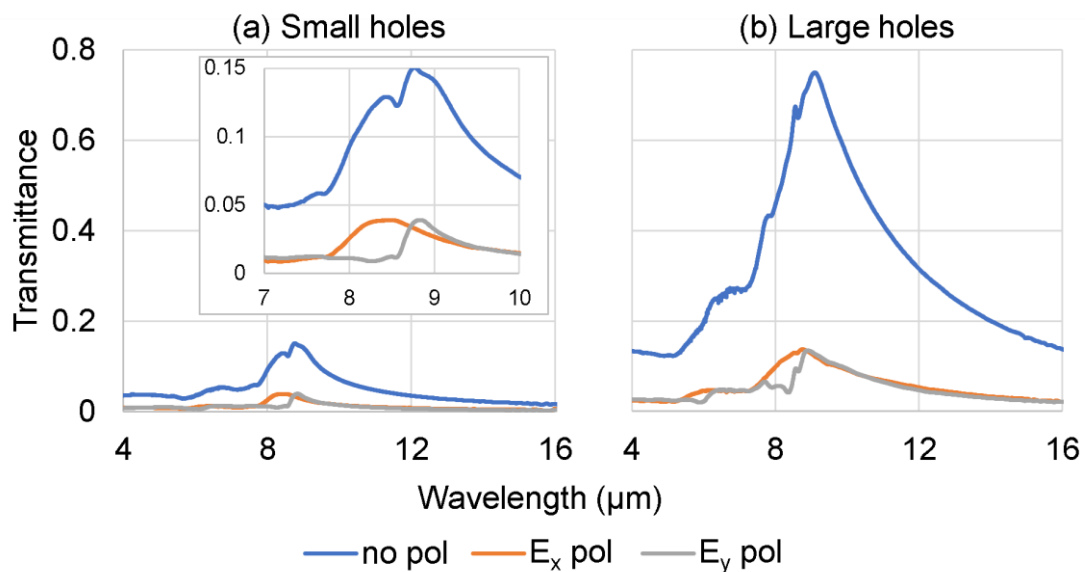 (a) Small holes
(b) Large holes
Transmittance
0.8
0.6
0.4
0.2
0
0.15
0.1
0.05
0
7 8 9 10
4 8 12 16
4 8 12 16
Wavelength (µm)
no pol
Eₓ pol
Eᵧ pol